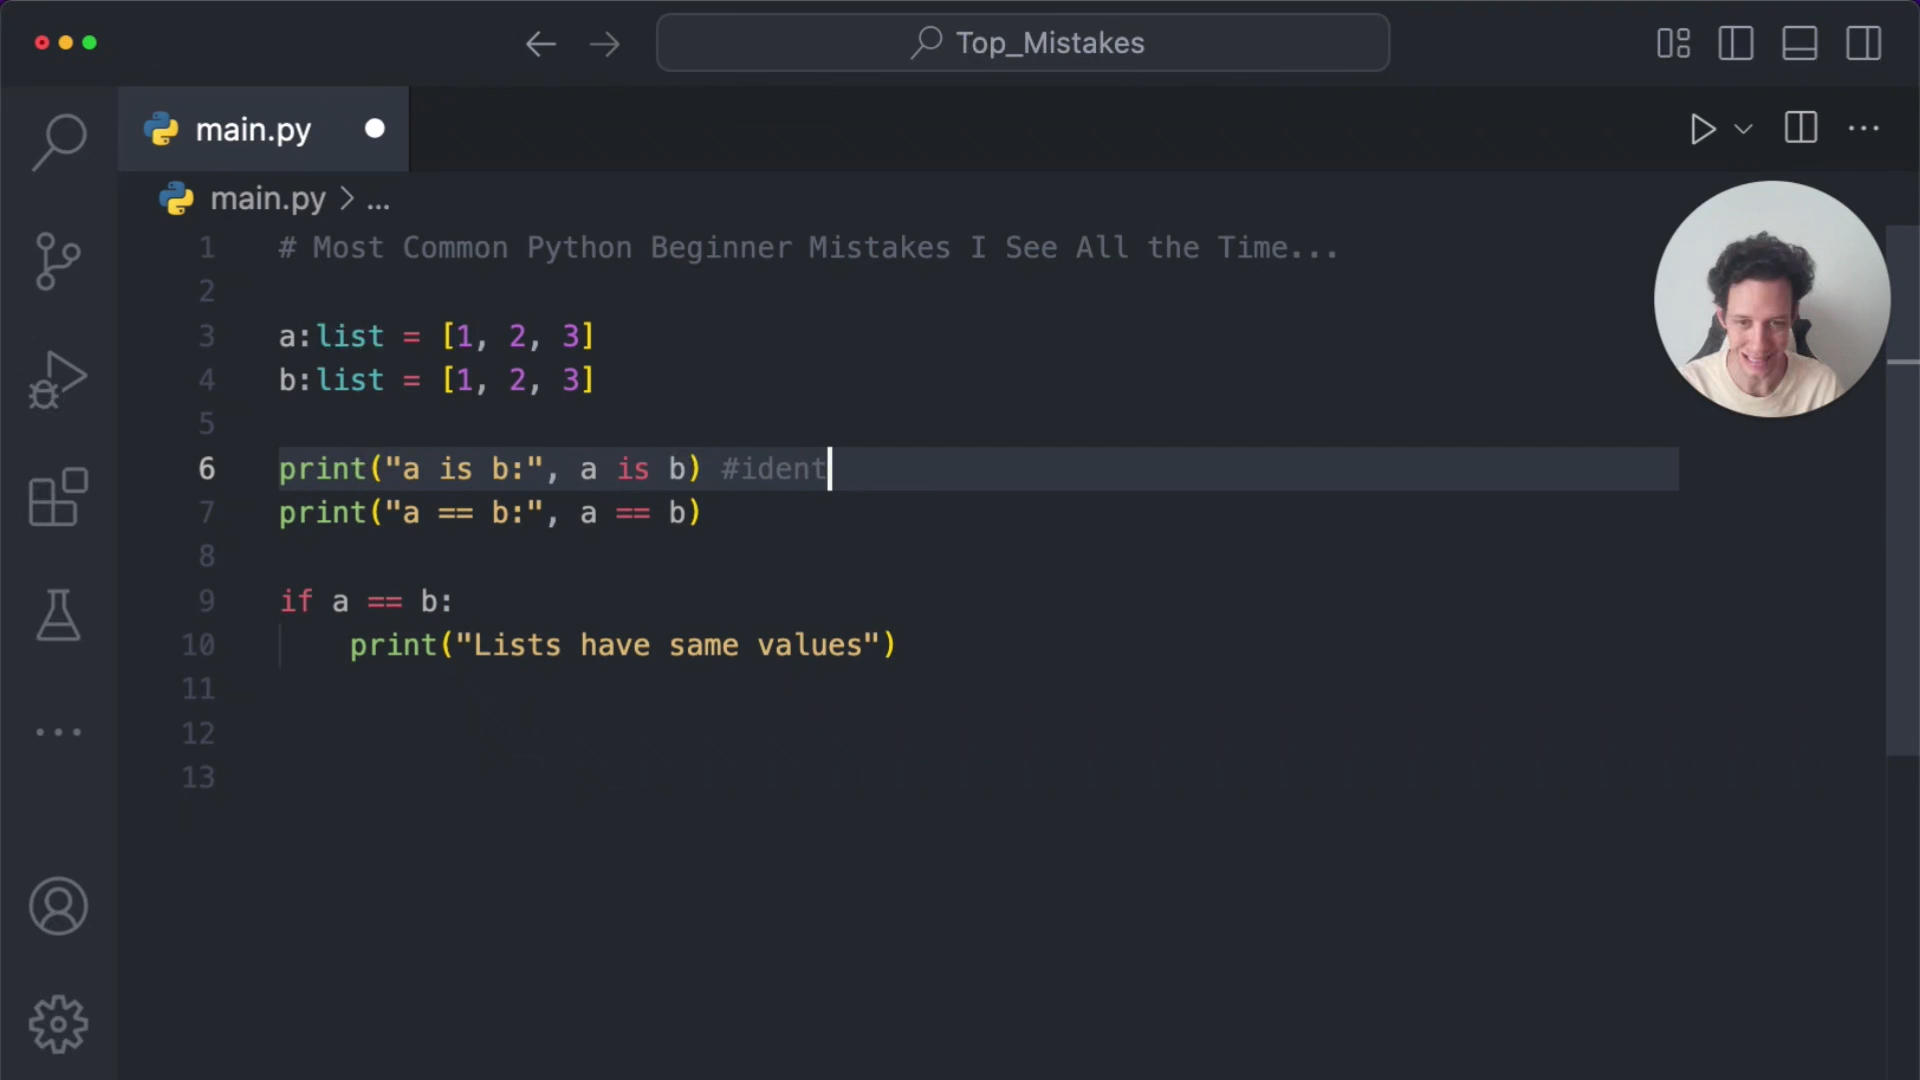 Top_Mistakes
main.py
main.py > ...
1 # Most Common Python Beginner Mistakes I See All the Time...
2
3 a:list = [1, 2, 3]
4 b:list = [1, 2, 3]
5
6 print("a is b:", a is b) #ident
7 print("a == b:", a == b)
8
9 if a == b:
10     print("Lists have same values")
11
12
13